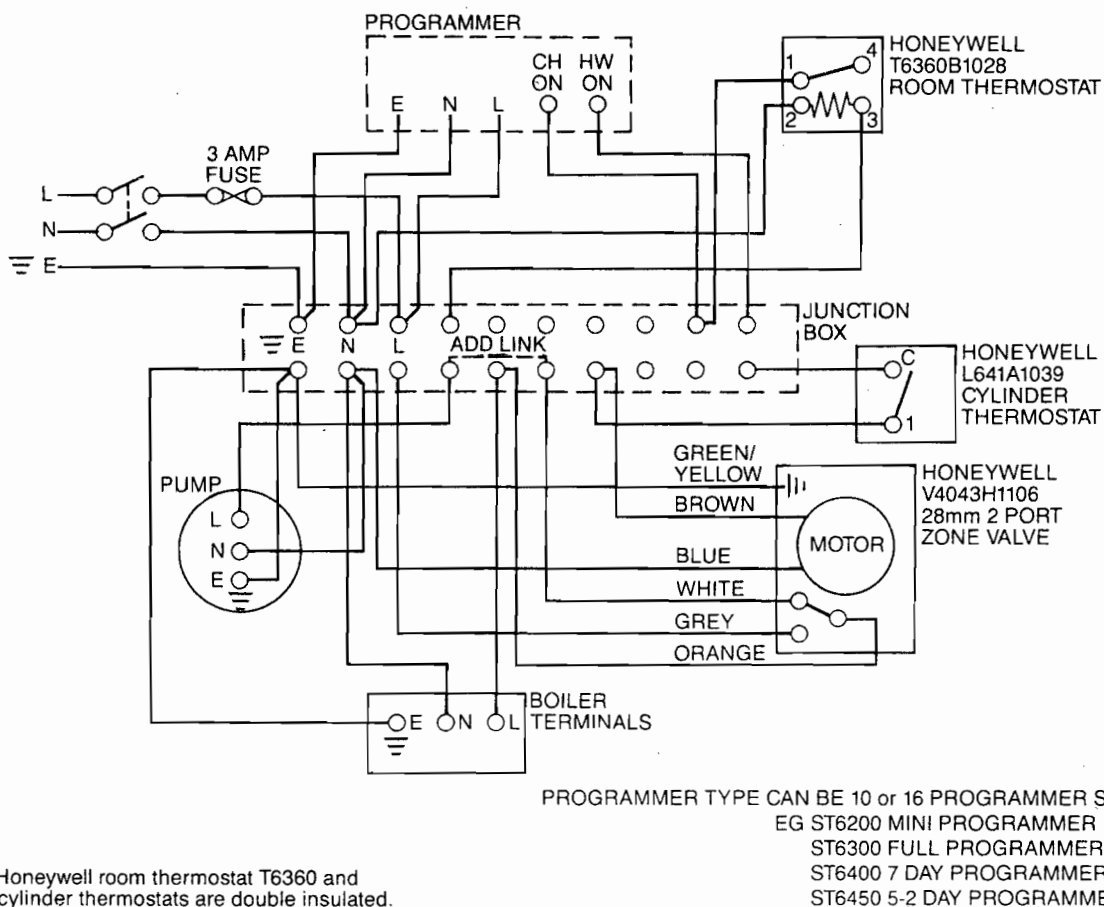 PROGRAMMER
CH HW
ON ON
E N L
HONEYWELL
T6360B1028
ROOM THERMOSTAT
1 4
2 3
3 AMP
FUSE
L
N
E
JUNCTION
BOX
E N L ADD LINK
HONEYWELL
L641A1039
CYLINDER
THERMOSTAT
C
1
GREEN/
YELLOW
BROWN
BLUE
WHITE
GREY
ORANGE
HONEYWELL
V4043H1106
28mm 2 PORT
ZONE VALVE
MOTOR
PUMP
L
N
E
BOILER
TERMINALS
E N L
PROGRAMMER TYPE CAN BE 10 or 16 PROGRAMMER S
EG ST6200 MINI PROGRAMMER
ST6300 FULL PROGRAMMER
ST6400 7 DAY PROGRAMMER
ST6450 5-2 DAY PROGRAMME
Honeywell room thermostat T6360 and
cylinder thermostats are double insulated.